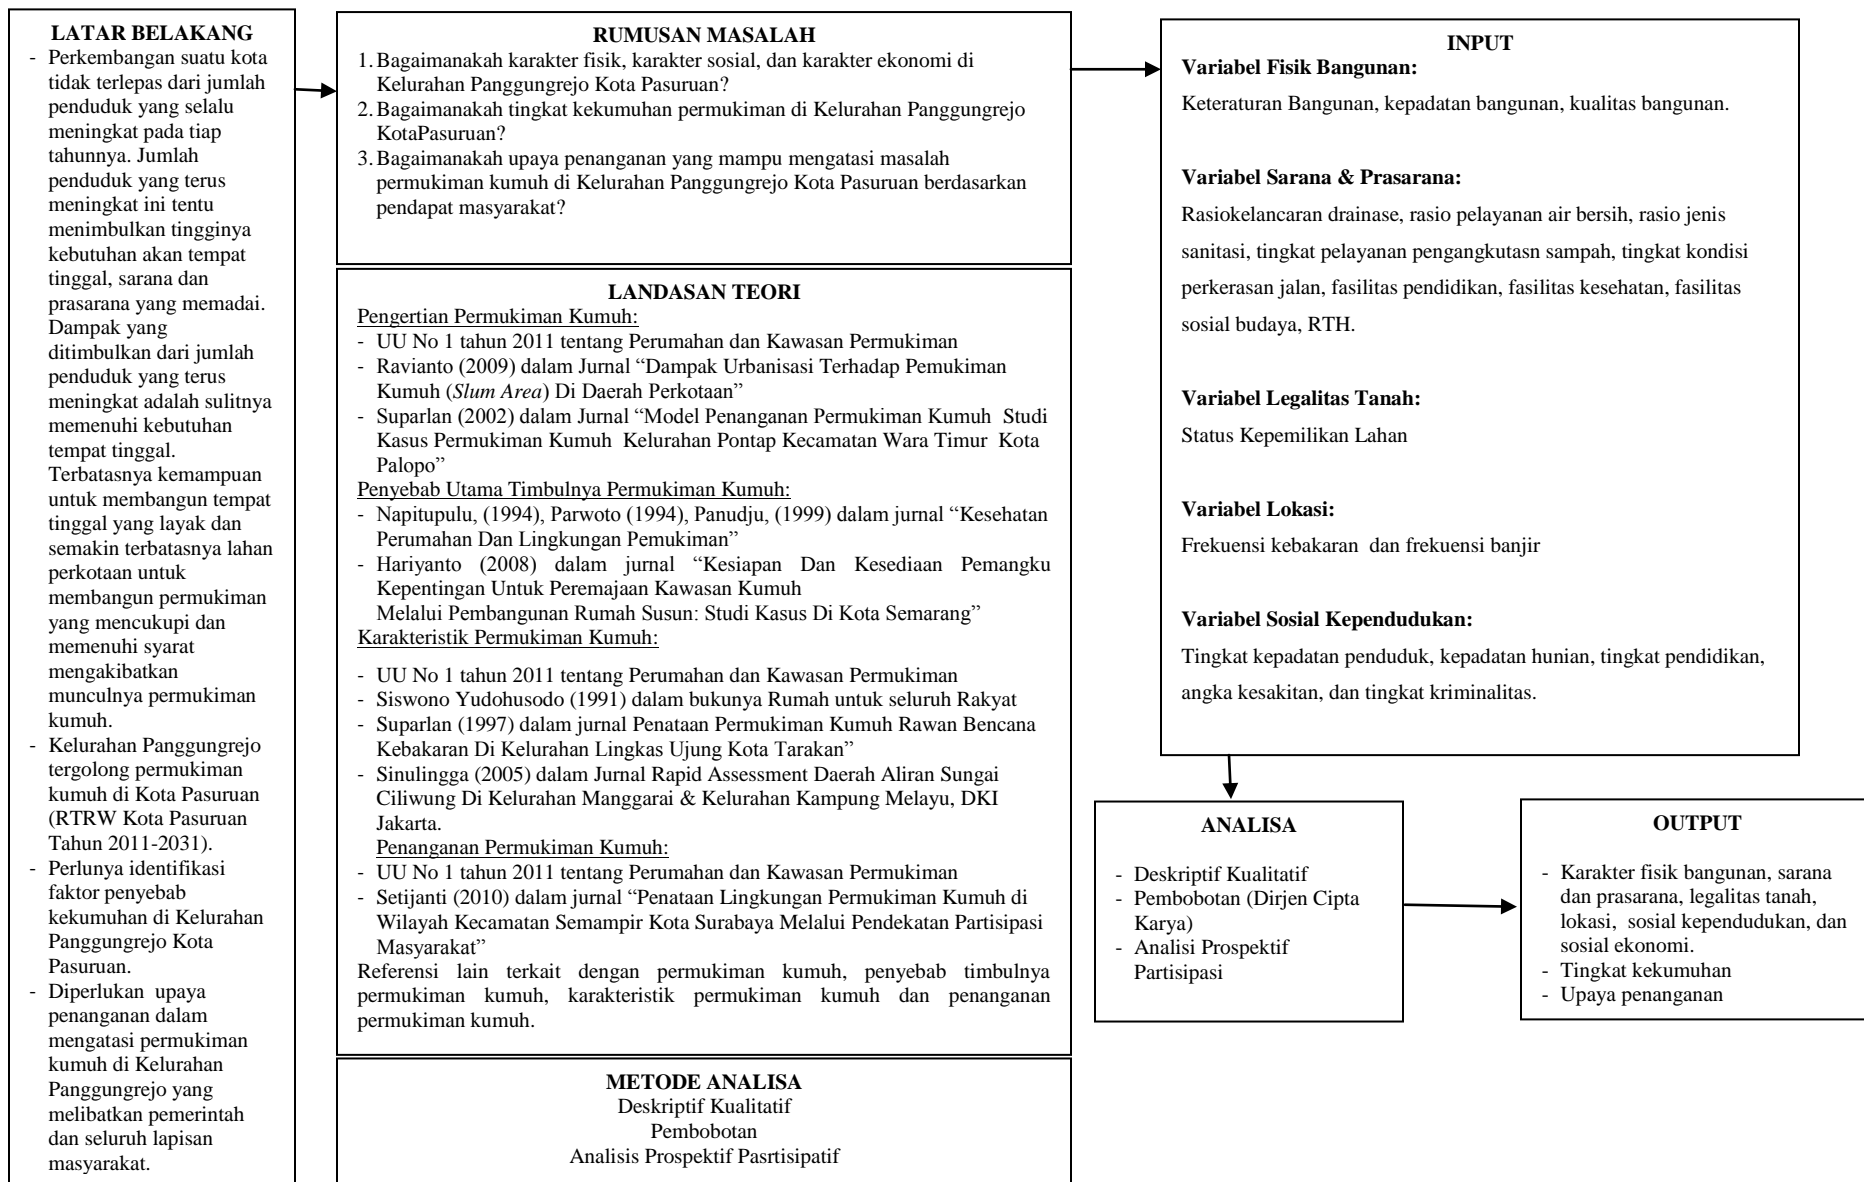 LATAR BELAKANG
- Perkembangan suatu kota
tidak terlepas dari jumlah
penduduk yang selalu
meningkat pada tiap
tahunnya. Jumlah
penduduk yang terus
meningkat ini tentu
menimbulkan tingginya
kebutuhan akan tempat
tinggal, sarana dan
prasarana yang memadai.
Dampak yang
ditimbulkan dari jumlah
penduduk yang terus
meningkat adalah sulitnya
memenuhi kebutuhan
tempat tinggal.
Terbatasnya kemampuan
untuk membangun tempat
tinggal yang layak dan
semakin terbatasnya lahan
perkotaan untuk
membangun permukiman
yang mencukupi dan
memenuhi syarat
mengakibatkan
munculnya permukiman
kumuh.
- Kelurahan Panggungrejo
tergolong permukiman
kumuh di Kota Pasuruan
(RTRW Kota Pasuruan
Tahun 2011-2031).
- Perlunya identifikasi
faktor penyebab
kekumuhan di Kelurahan
Panggungrejo Kota
Pasuruan.
- Diperlukan upaya
penanganan dalam
mengatasi permukiman
kumuh di Kelurahan
Panggungrejo yang
melibatkan pemerintah
dan seluruh lapisan
masyarakat.
RUMUSAN MASALAH
1. Bagaimanakah karakter fisik, karakter sosial, dan karakter ekonomi di
Kelurahan Panggungrejo Kota Pasuruan?
2. Bagaimanakah tingkat kekumuhan permukiman di Kelurahan Panggungrejo
KotaPasuruan?
3. Bagaimanakah upaya penanganan yang mampu mengatasi masalah
permukiman kumuh di Kelurahan Panggungrejo Kota Pasuruan berdasarkan
pendapat masyarakat?
LANDASAN TEORI
Pengertian Permukiman Kumuh:
- UU No 1 tahun 2011 tentang Perumahan dan Kawasan Permukiman
- Ravianto (2009) dalam Jurnal “Dampak Urbanisasi Terhadap Pemukiman
Kumuh (Slum Area) Di Daerah Perkotaan”
- Suparlan (2002) dalam Jurnal “Model Penanganan Permukiman Kumuh Studi
Kasus Permukiman Kumuh Kelurahan Pontap Kecamatan Wara Timur Kota
Palopo”
Penyebab Utama Timbulnya Permukiman Kumuh:
- Napitupulu, (1994), Parwoto (1994), Panudju, (1999) dalam jurnal “Kesehatan
Perumahan Dan Lingkungan Pemukiman”
- Hariyanto (2008) dalam jurnal “Kesiapan Dan Kesediaan Pemangku
Kepentingan Untuk Peremajaan Kawasan Kumuh
Melalui Pembangunan Rumah Susun: Studi Kasus Di Kota Semarang”
Karakteristik Permukiman Kumuh:
- UU No 1 tahun 2011 tentang Perumahan dan Kawasan Permukiman
- Siswono Yudohusodo (1991) dalam bukunya Rumah untuk seluruh Rakyat
- Suparlan (1997) dalam jurnal Penataan Permukiman Kumuh Rawan Bencana
Kebakaran Di Kelurahan Lingkas Ujung Kota Tarakan”
- Sinulingga (2005) dalam Jurnal Rapid Assessment Daerah Aliran Sungai
Ciliwung Di Kelurahan Manggarai & Kelurahan Kampung Melayu, DKI
Jakarta.
Penanganan Permukiman Kumuh:
- UU No 1 tahun 2011 tentang Perumahan dan Kawasan Permukiman
- Setijanti (2010) dalam jurnal “Penataan Lingkungan Permukiman Kumuh di
Wilayah Kecamatan Semampir Kota Surabaya Melalui Pendekatan Partisipasi
Masyarakat”
Referensi lain terkait dengan permukiman kumuh, penyebab timbulnya
permukiman kumuh, karakteristik permukiman kumuh dan penanganan
permukiman kumuh.
METODE ANALISA
Deskriptif Kualitatif
Pembobotan
Analisis Prospektif Pasrtisipatif
INPUT
Variabel Fisik Bangunan:
Keteraturan Bangunan, kepadatan bangunan, kualitas bangunan.
Variabel Sarana & Prasarana:
Rasiokelancaran drainase, rasio pelayanan air bersih, rasio jenis
sanitasi, tingkat pelayanan pengangkutasn sampah, tingkat kondisi
perkerasan jalan, fasilitas pendidikan, fasilitas kesehatan, fasilitas
sosial budaya, RTH.
Variabel Legalitas Tanah:
Status Kepemilikan Lahan
Variabel Lokasi:
Frekuensi kebakaran dan frekuensi banjir
Variabel Sosial Kependudukan:
Tingkat kepadatan penduduk, kepadatan hunian, tingkat pendidikan,
angka kesakitan, dan tingkat kriminalitas.
ANALISA
- Deskriptif Kualitatif
- Pembobotan (Dirjen Cipta
Karya)
- Analisi Prospektif
Partisipasi
OUTPUT
- Karakter fisik bangunan, sarana
dan prasarana, legalitas tanah,
lokasi, sosial kependudukan, dan
sosial ekonomi.
- Tingkat kekumuhan
- Upaya penanganan